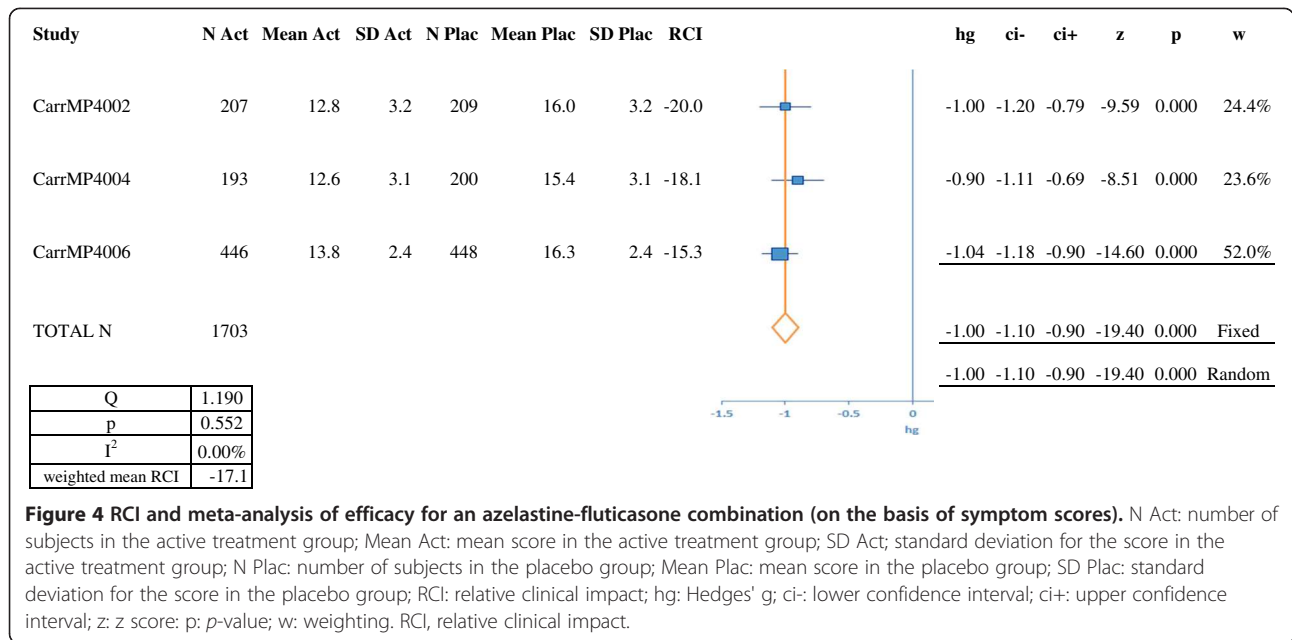 Study N Act Mean Act SD Act N Plac Mean Plac SD Plac RCI hg ci- ci+ z p w
CarrMP4002 207 12.8 3.2 209 16.0 3.2 -20.0 -1.00 -1.20 -0.79 -9.59 0.000 24.4%
CarrMP4004 193 12.6 3.1 200 15.4 3.1 -18.1 -0.90 -1.11 -0.69 -8.51 0.000 23.6%
CarrMP4006 446 13.8 2.4 448 16.3 2.4 -15.3 -1.04 -1.18 -0.90 -14.60 0.000 52.0%
TOTAL N 1703 -1.00 -1.10 -0.90 -19.40 0.000 Fixed
-1.00 -1.10 -0.90 -19.40 0.000 Random
Q 1.190
p 0.552
I² 0.00%
weighted mean RCI -17.1
-1.5 -1 -0.5 0
hg
Figure 4 RCI and meta-analysis of efficacy for an azelastine-fluticasone combination (on the basis of symptom scores). N Act: number of
subjects in the active treatment group; Mean Act: mean score in the active treatment group; SD Act; standard deviation for the score in the
active treatment group; N Plac: number of subjects in the placebo group; Mean Plac: mean score in the placebo group; SD Plac: standard
deviation for the score in the placebo group; RCI: relative clinical impact; hg: Hedges' g; ci-: lower confidence interval; ci+: upper confidence
interval; z: z score: p: p-value; w: weighting. RCI, relative clinical impact.